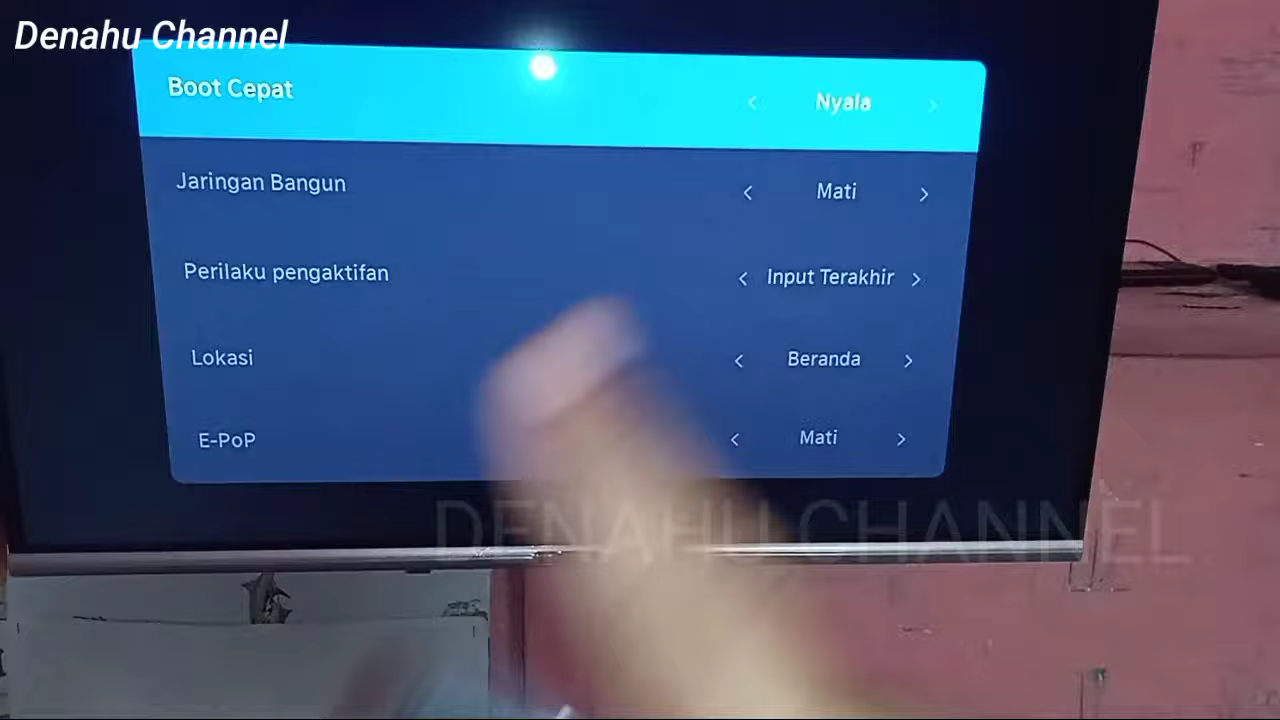 Denahu Channel
Boot Cepat < Nyala >
Jaringan Bangun < Mati >
Perilaku pengaktifan < Input Terakhir >
Lokasi < Beranda >
E-PoP < Mati >
DENAHU CHANNEL